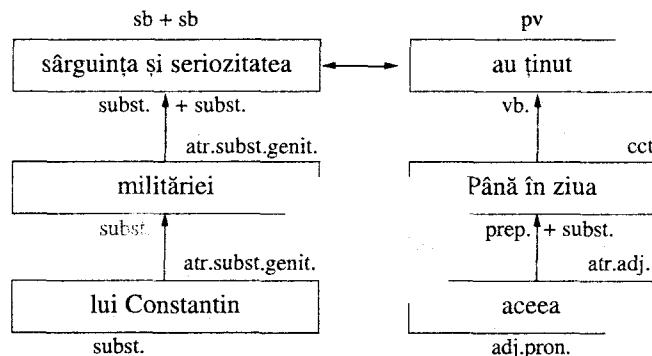 sb + sb pv
sârguința și seriozitatea au ținut
subst. + subst. vb.
atr.subst.genit. cct
milităriei Până în ziua
subst. prep. + subst.
atr.subst.genit. atr.adj.
lui Constantin aceea
subst. adj.pron.